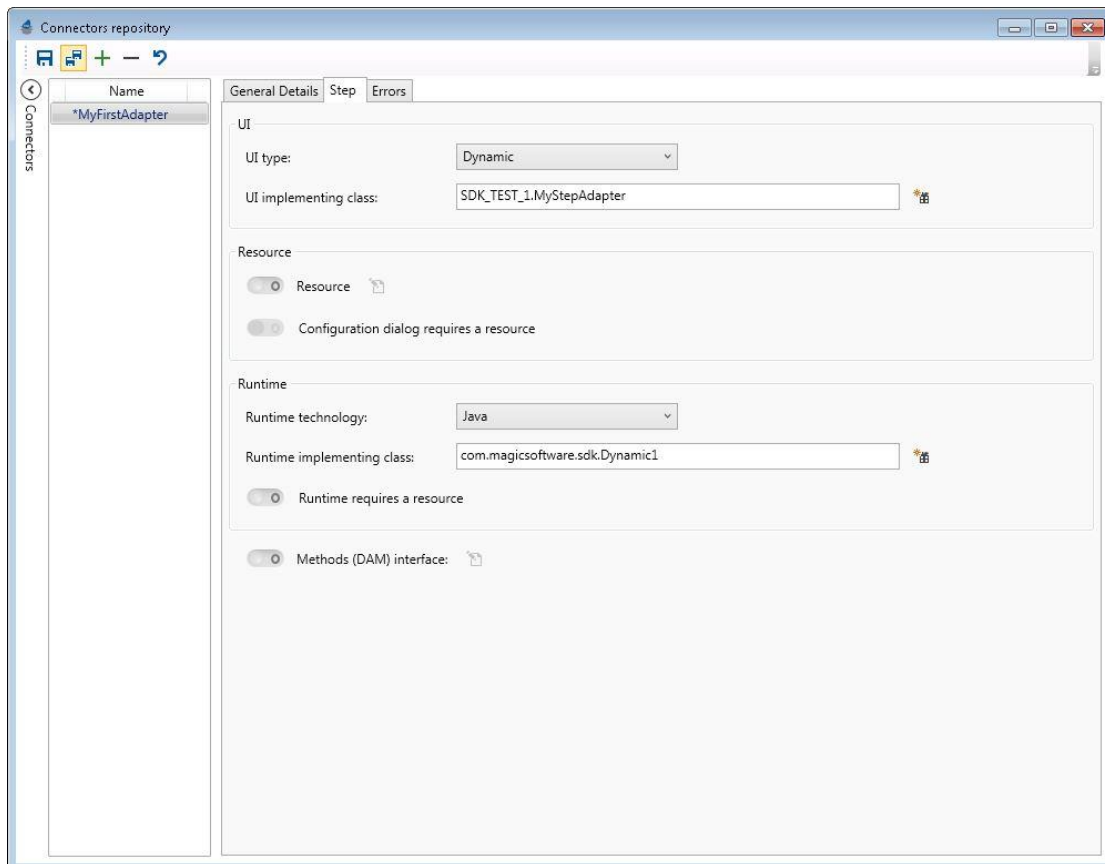 Connectors repository
Connectors
Name
*MyFirstAdapter
General Details Step Errors
UI
UI type: Dynamic
UI implementing class: SDK_TEST_1.MyStepAdapter
Resource
Resource
Configuration dialog requires a resource
Runtime
Runtime technology: Java
Runtime implementing class: com.magicsoftware.sdk.Dynamic1
Runtime requires a resource
Methods (DAM) interface: